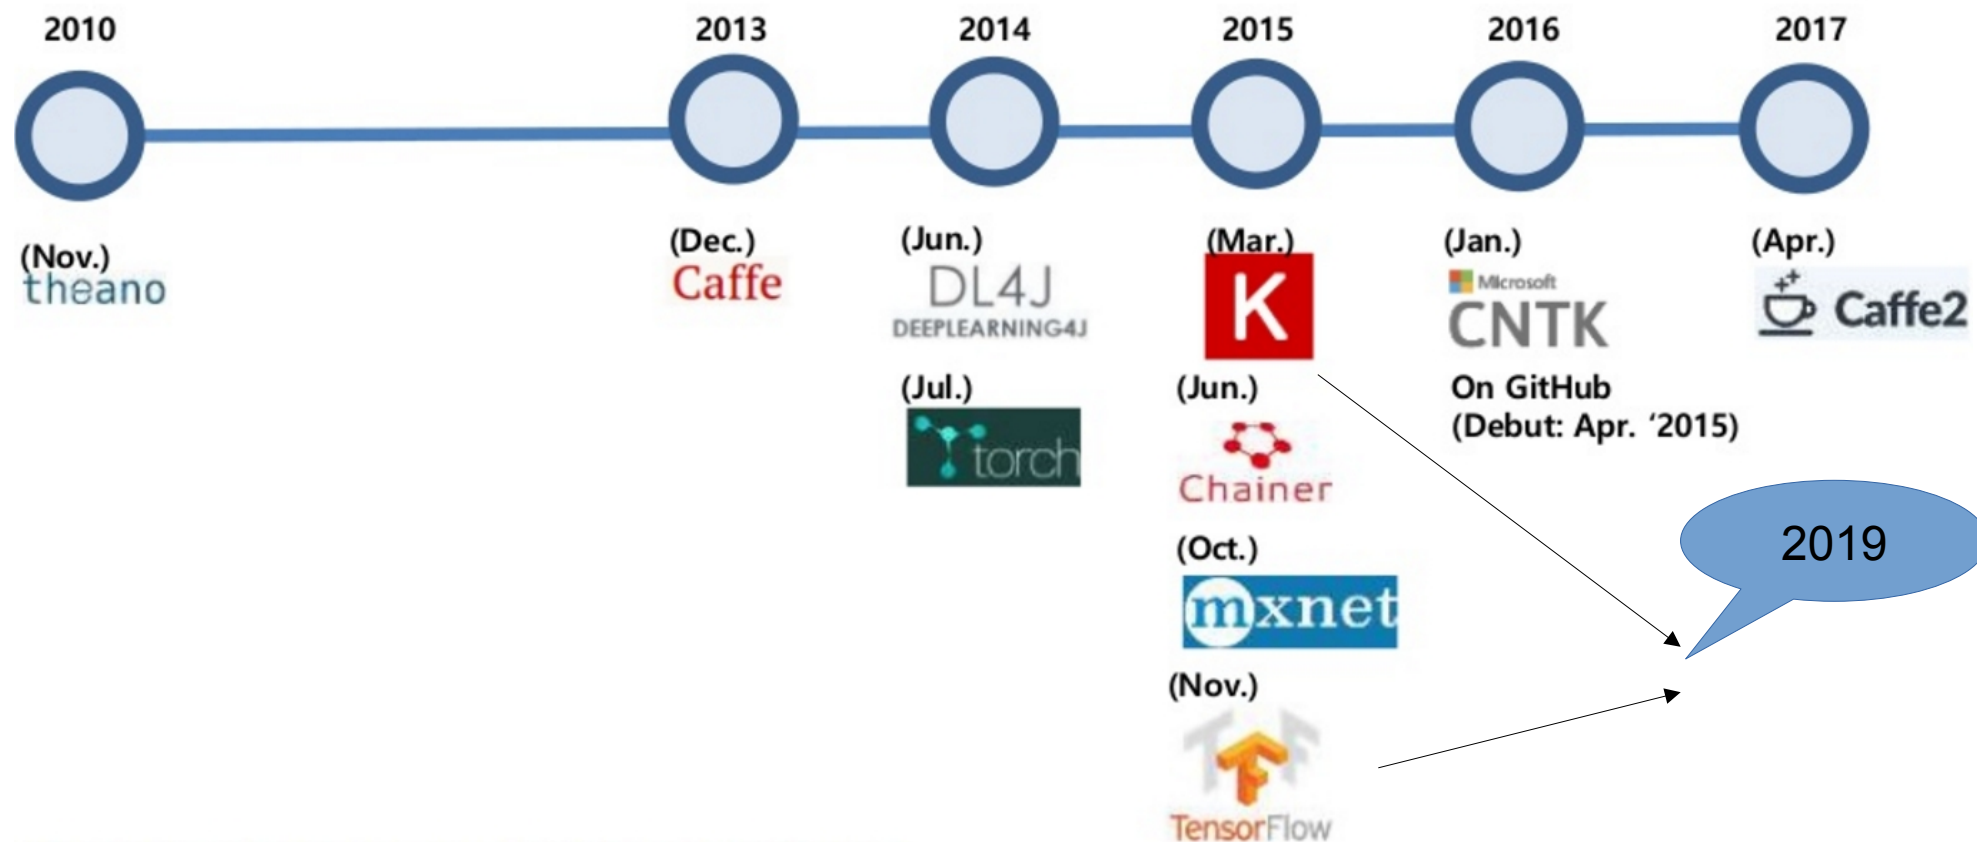 2010
2013
2014
2015
2016
2017
(Nov.)
theano
(Dec.)
Caffe
(Jun.)
DL4J
DEEPLEARNING4J
(Jul.)
torch
(Mar.)
K
(Jun.)
Chainer
(Oct.)
mxnet
(Nov.)
TF
TensorFlow
(Jan.)
Microsoft
CNTK
On GitHub
(Debut: Apr. ‘2015)
(Apr.)
Caffe2
2019